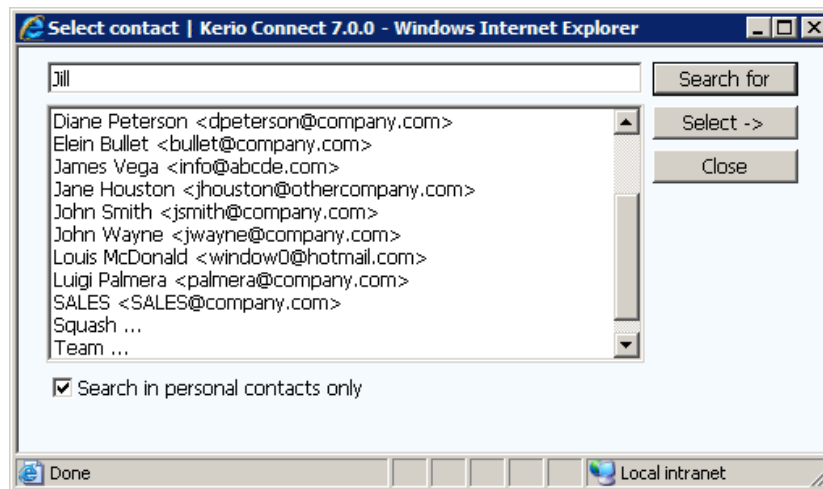 Select contact | Kerio Connect 7.0.0 - Windows Internet Explorer
Jill
Search for
Diane Peterson <dpeterson@company.com>
Select ->
Elein Bullet <bullet@company.com>
James Vega <info@abcde.com>
Close
Jane Houston <jhouston@othercompany.com>
John Smith <jsmith@company.com>
John Wayne <jwayne@company.com>
Louis McDonald <window0@hotmail.com>
Luigi Palmera <palmera@company.com>
SALES <SALES@company.com>
Squash ...
Team ...
Search in personal contacts only
Done
Local intranet